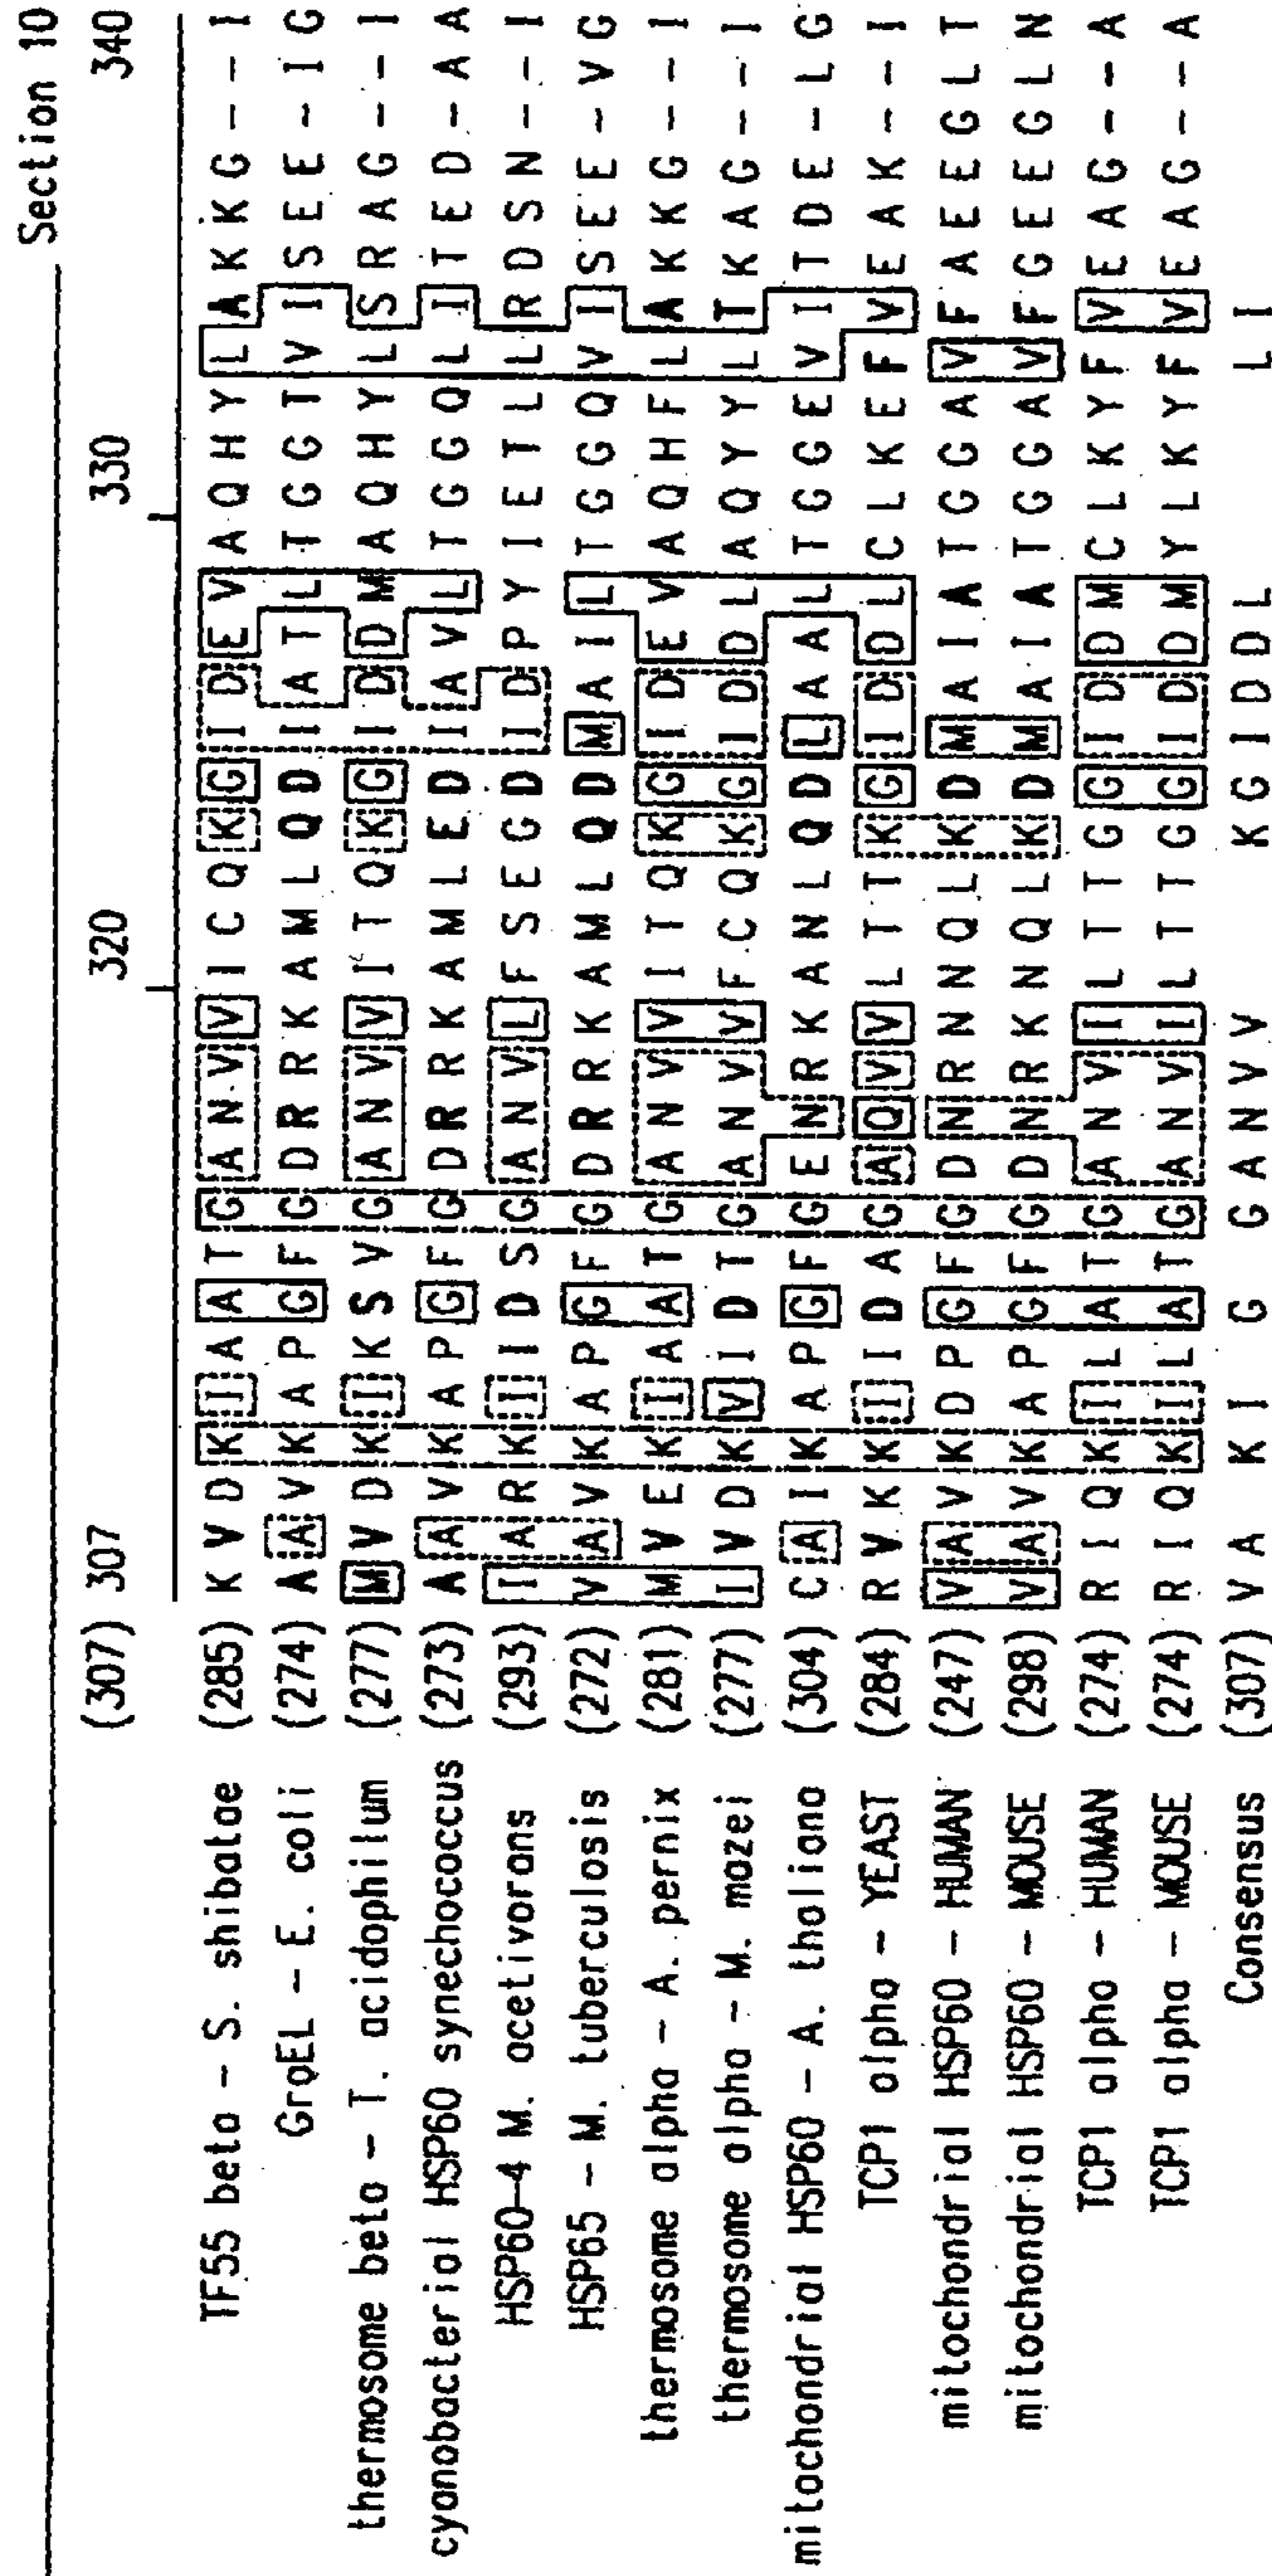 Section 10
(307) 307 320 330 340
TF55 beta – S. shibatae (285) K V D K I A A T G A N V V I C Q K G I D E V A Q H Y L A K K G - - I
GroEL – E. coli (274) A A V K A P G F G D R R K A M L Q D I A T L T G G T V I S E E - I G
thermosome beta – T. acidophilum (277) M V D K I K S V G A N V V I T Q K G I D D M A Q H Y L S R A G - - I
cyanobacterial HSP60 synechococcus (273) A A V K A P G F G D R R K A M L E D I A V L T G G Q L I T E D - A A
HSP60–4 M. acetivorans (293) I A R K I I D S G A N V L F S E G D I D P Y I E T L L R D S N - - I
HSP65 – M. tuberculosis (272) V A V K A P G F G D R R K A M L Q D M A I L T G G Q V I S E E - V G
thermosome alpha – A. pernix (281) M V E K I A A T G A N V V I T Q K G I D E V A Q H F L A K K G - - I
thermosome alpha – M. mazei (277) I V D K V I D T G A N V V F C Q K G I D D L A Q Y Y L T K A G - - I
mitochondrial HSP60 – A. thaliana (304) C A I K A P G F G E N R K A N L Q D L A A L T G G E V I T D E - L G
TCP1 alpha – YEAST (284) R V K K I I D A G A Q V V L T T K G I D D L C L K E F V E A K - - I
mitochondrial HSP60 – HUMAN (247) V A V K D P G F G D N R N N Q L K D M A I A T G G A V F A E E G L T
mitochondrial HSP60 – MOUSE (298) V A V K A P G F G D N R K N Q L K D M A I A T G G A V F G E E G L N
TCP1 alpha – HUMAN (274) R I Q K I L A T G A N V I L T T G G I D D M C L K Y F V E A G - - A
TCP1 alpha – MOUSE (274) R I Q K I L A T G A N V I L T T G G I D D M Y L K Y F V E A G - - A
Consensus (307) V A K I G G A N V V K G I D D L L I